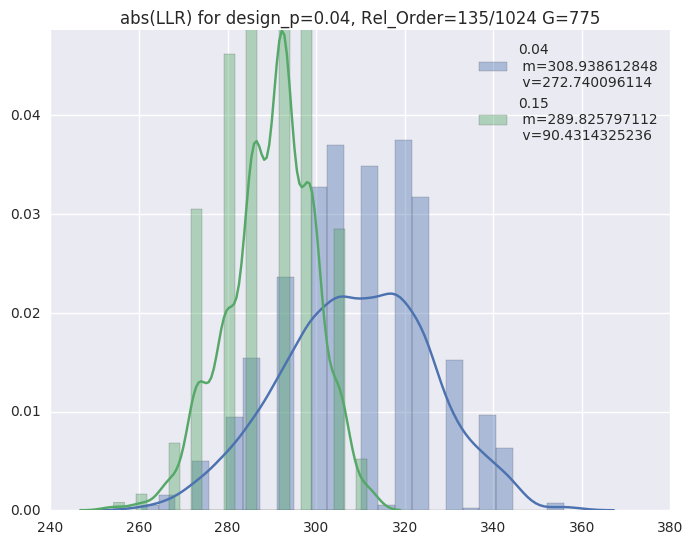 abs(LLR) for design_p=0.04, Rel_Order=135/1024 G=775
0.04
m=308.938612848
v=272.740096114
0.15
m=289.825797112
v=90.4314325236
0.04
0.03
0.02
0.01
0.00
240 260 280 300 320 340 360 380